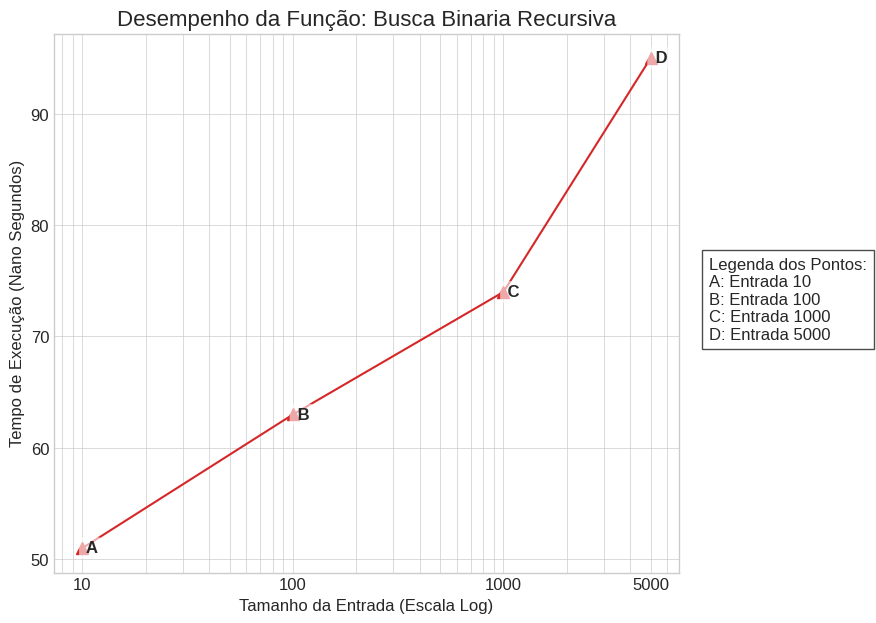 Desempenho da Função: Busca Binaria Recursiva
Tempo de Execução (Nano Segundos)
90
80
70
60
50
D
C
B
A
10
100
1000
5000
Tamanho da Entrada (Escala Log)
Legenda dos Pontos:
A: Entrada 10
B: Entrada 100
C: Entrada 1000
D: Entrada 5000